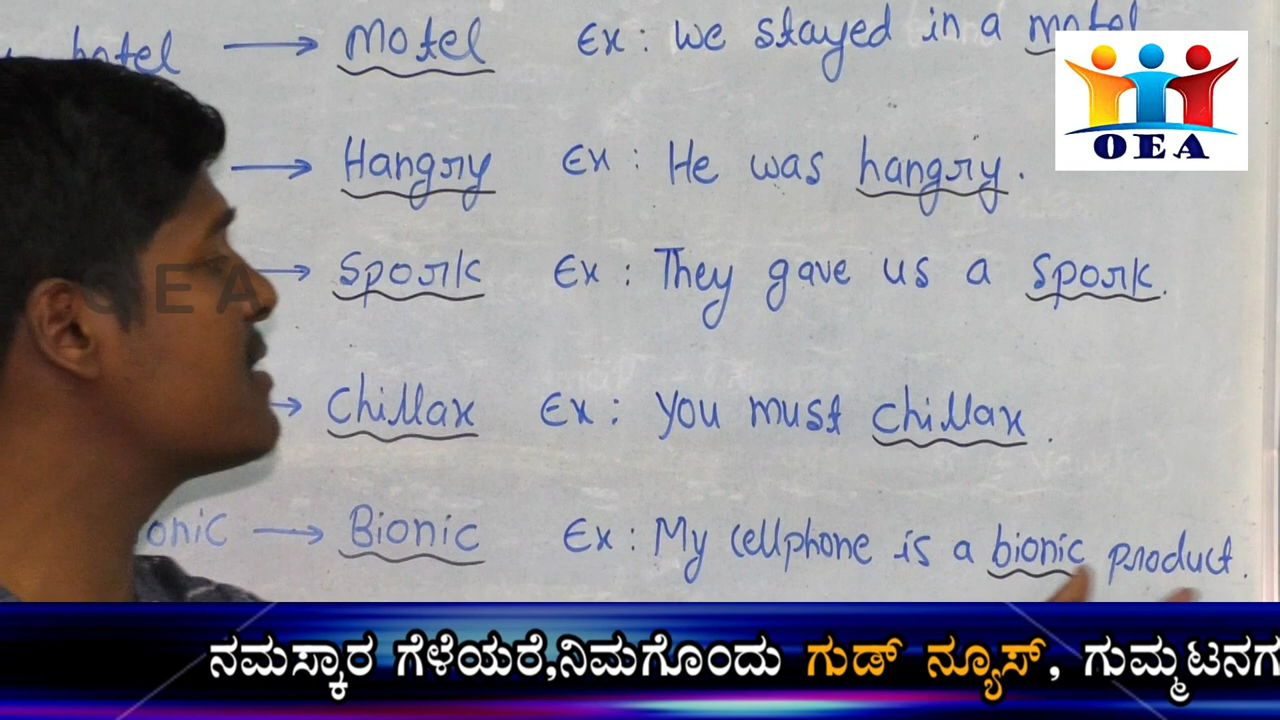 hotel → Motel Ex: we stayed in a motel
OEA
→ Hangry Ex: He was hangry.
OEA
→ Spork Ex: They gave us a spork.
→ Chillax Ex: you must chillax.
onic → Bionic Ex: My cellphone is a bionic product.
ನಮಸ್ಕಾರ ಗೆಳೆಯರೆ,ನಿಮಗೊಂದು ಗುಡ್ ನ್ಯೂಸ್, ಗುಮ್ಮಟನಗ